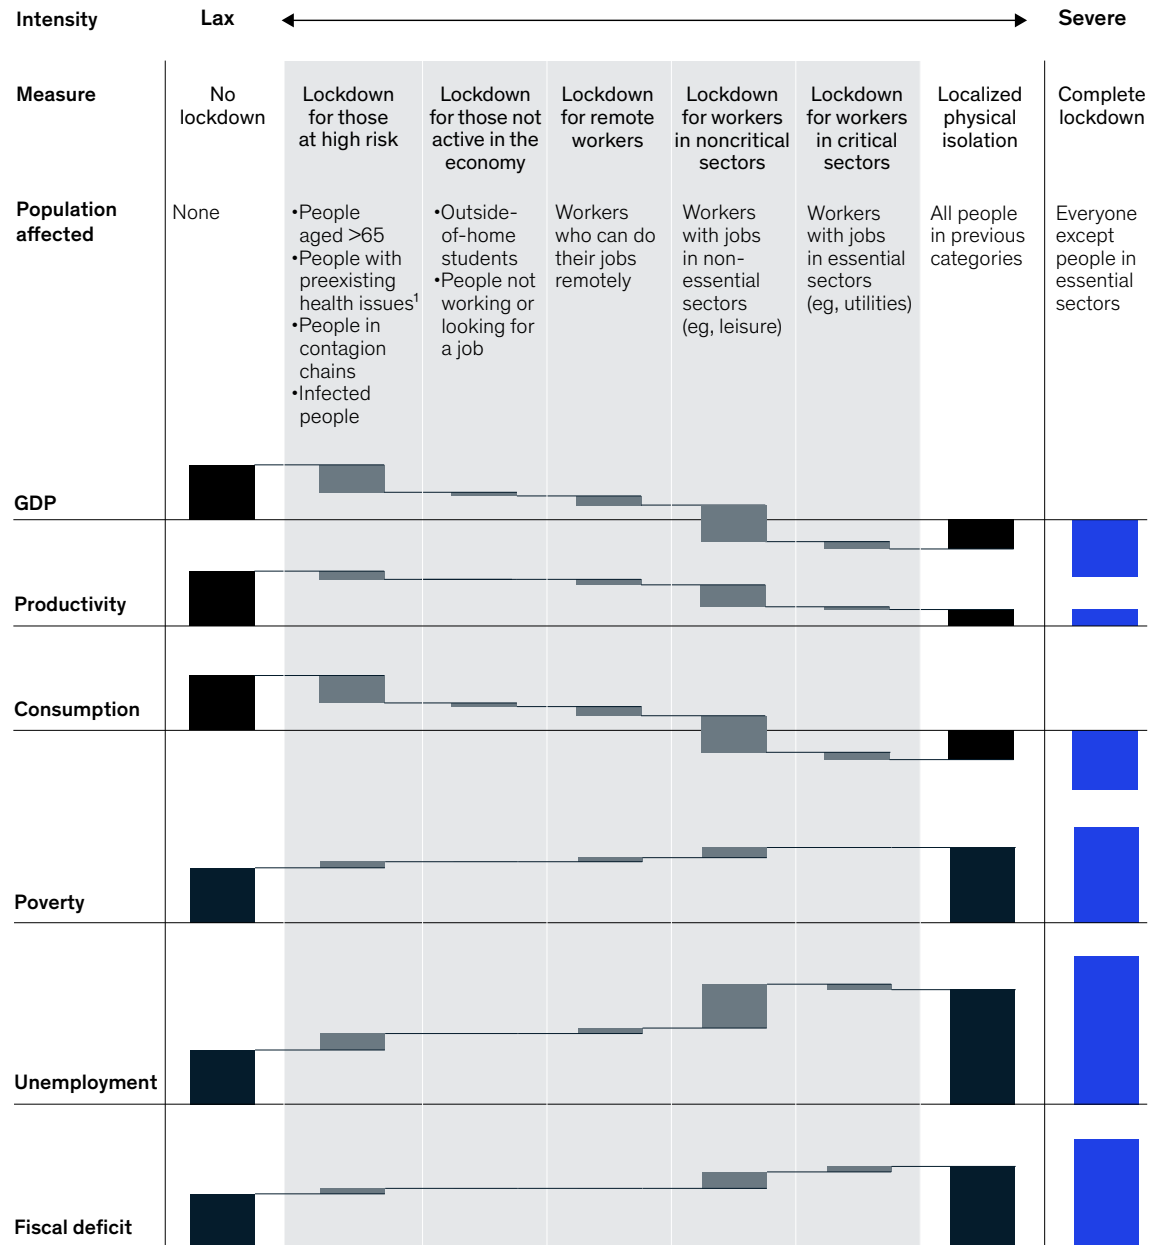 Intensity
Lax
Severe
Measure
No
lockdown
Lockdown
for those
at high risk
Lockdown
for those not
active in the
economy
Lockdown
for remote
workers
Lockdown
for workers
in noncritical
sectors
Lockdown
for workers
in critical
sectors
Localized
physical
isolation
Complete
lockdown
Population
affected
None
•People
aged >65
•People with
preexisting
health issues¹
•People in
contagion
chains
•Infected
people
•Outside-
of-home
students
•People not
working or
looking for
a job
Workers
who can do
their jobs
remotely
Workers
with jobs
in non-
essential
sectors
(eg, leisure)
Workers
with jobs
in essential
sectors
(eg, utilities)
All people
in previous
categories
Everyone
except
people in
essential
sectors
GDP
Productivity
Consumption
Poverty
Unemployment
Fiscal deficit